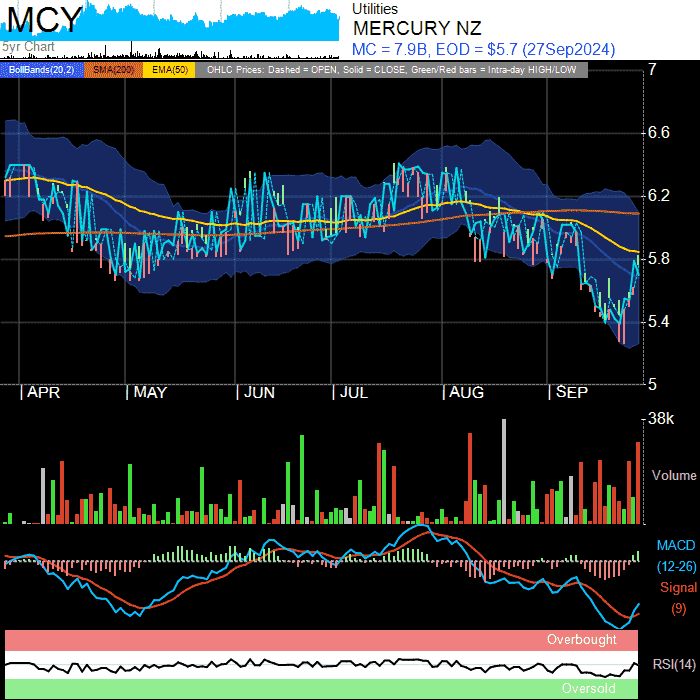 MCY
5yr Chart
Utilities
MERCURY NZ
MC = 7.9B, EOD = $5.7 (27Sep2024)
BollBands(20,2) SMA(200) EMA(50) OHLC Prices: Dashed = OPEN, Solid = CLOSE, Green/Red bars = Intra-day HIGH/LOW
7
6.6
6.2
5.8
5.4
5
| APR | MAY | JUN | JUL | AUG | SEP
38k
Volume
MACD
(12-26)
Signal
(9)
Overbought
RSI(14)
Oversold